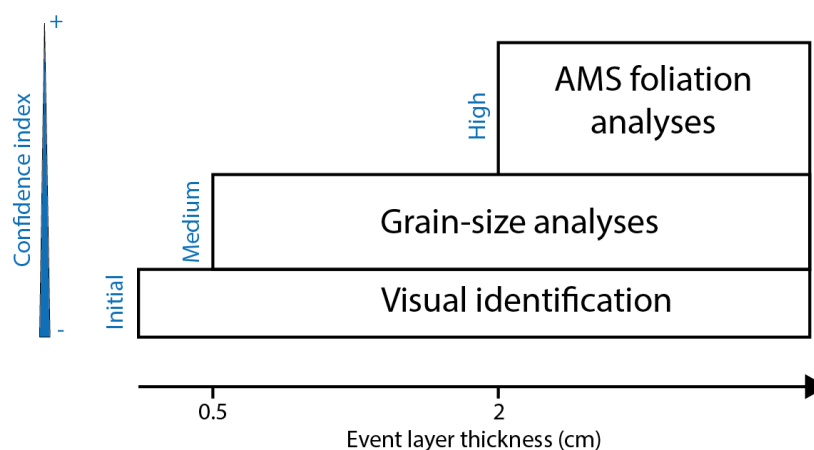 +
Confidence index
-
High
AMS foliation
analyses
Medium
Grain-size analyses
Initial
Visual identification
0.5
2
Event layer thickness (cm)